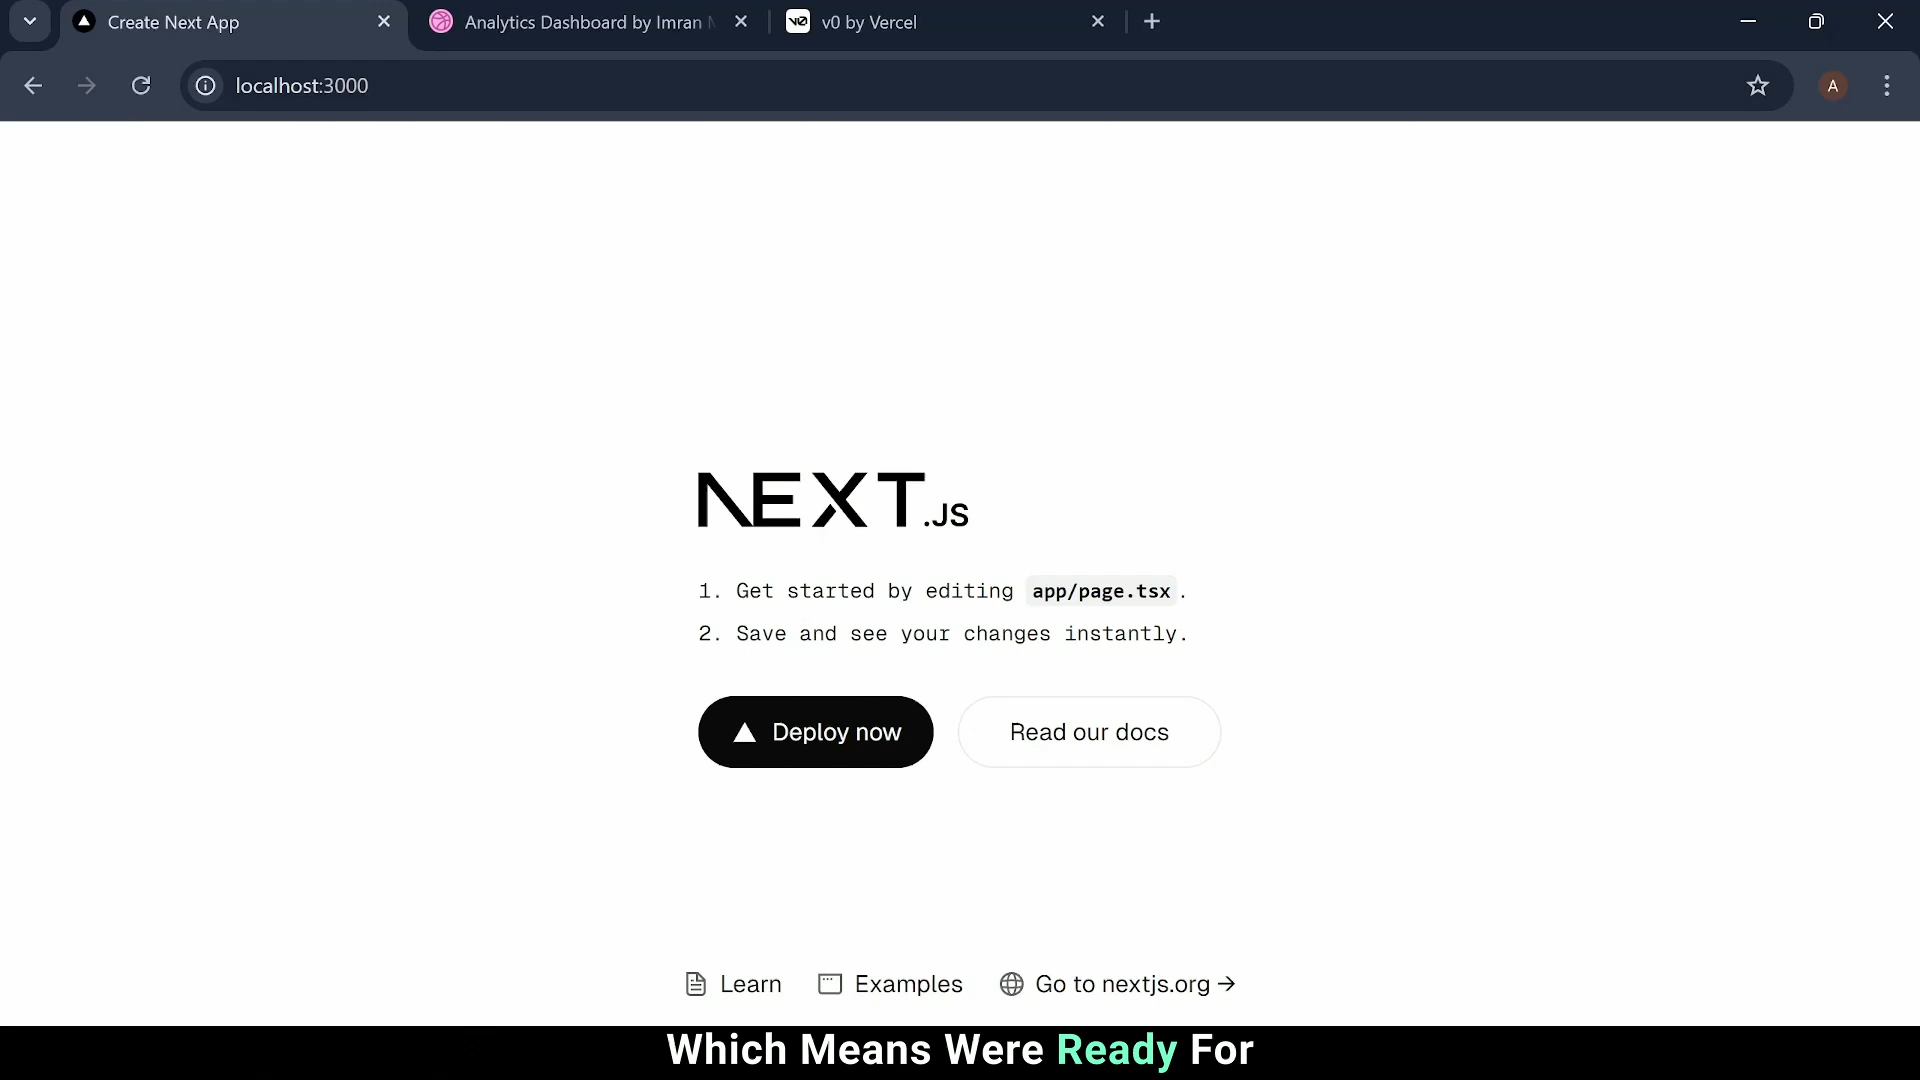 Create Next App
Analytics Dashboard by Imran
v0 by Vercel
localhost:3000
A
NEXT.JS
1. Get started by editing app/page.tsx.
2. Save and see your changes instantly.
Deploy now
Read our docs
Learn
Examples
Go to nextjs.org →
Which Means Were Ready For